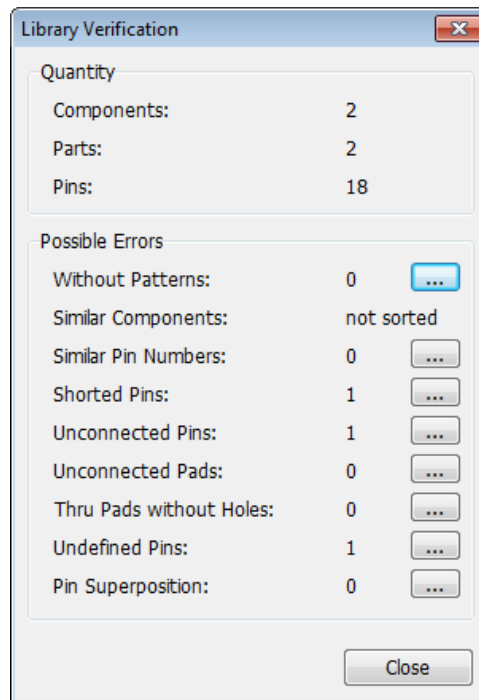 Library Verification
Quantity
Components: 2
Parts: 2
Pins: 18
Possible Errors
Without Patterns: 0 ...
Similar Components: not sorted
Similar Pin Numbers: 0 ...
Shorted Pins: 1 ...
Unconnected Pins: 1 ...
Unconnected Pads: 0 ...
Thru Pads without Holes: 0 ...
Undefined Pins: 1 ...
Pin Superposition: 0 ...
Close